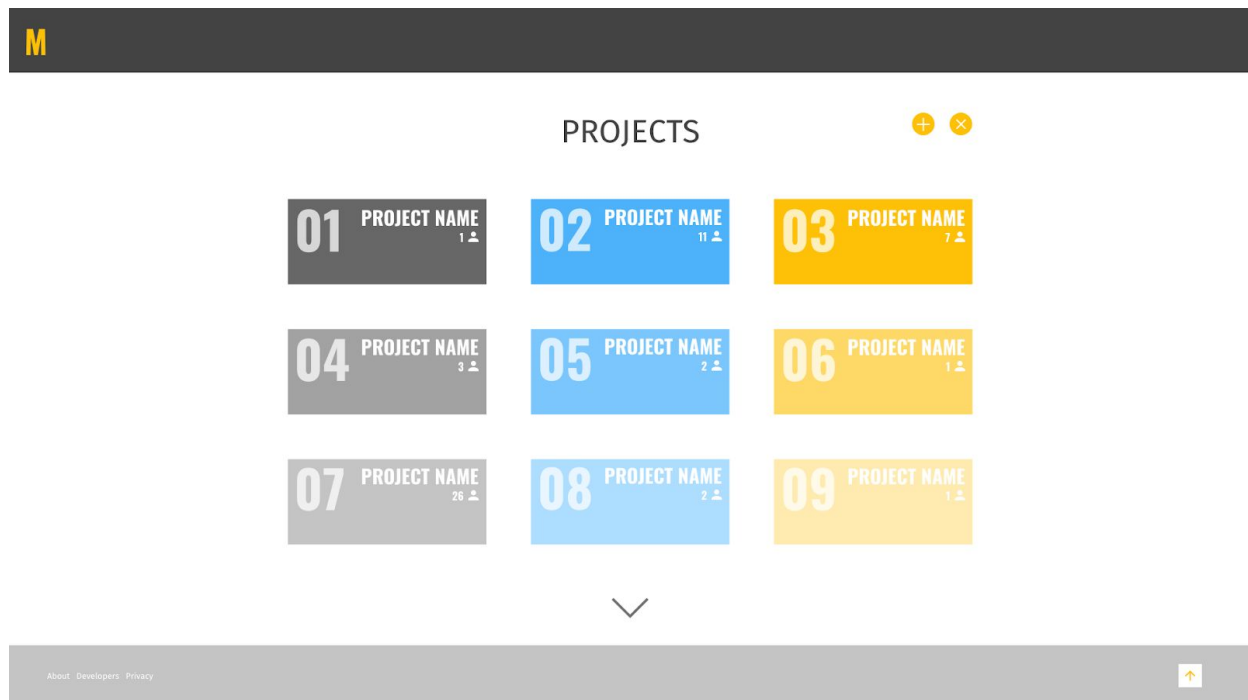 M
PROJECTS
01 PROJECT NAME
1
02 PROJECT NAME
11
03 PROJECT NAME
7
04 PROJECT NAME
3
05 PROJECT NAME
2
06 PROJECT NAME
1
07 PROJECT NAME
26
08 PROJECT NAME
2
09 PROJECT NAME
1
About Developers Privacy